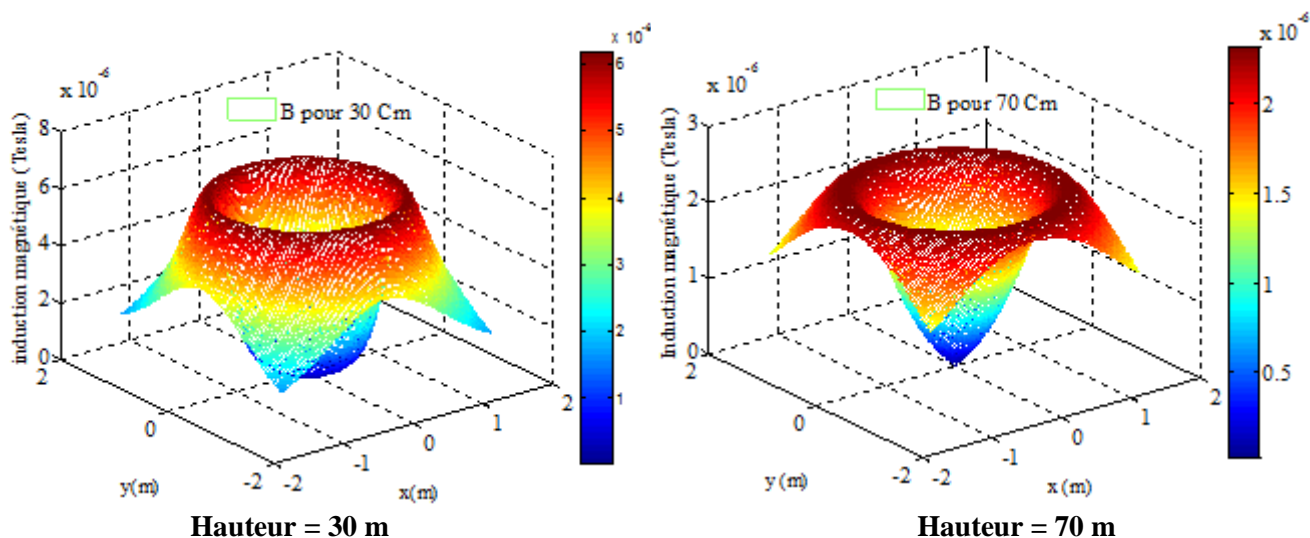 x 10⁻⁶
8
6
4
2
0
induction magnétique (Tesla)
B pour 30 Cm
2
0
-2
y(m)
-2
-1
0
1
2
x(m)
x 10⁻⁶
6
5
4
3
2
1
Hauteur = 30 m
x 10⁻⁶
3
2
1
0
Induction magnétique (Tesla)
B pour 70 Cm
2
0
-2
y (m)
-2
-1
0
1
2
x (m)
x 10⁻⁶
2
1.5
1
0.5
Hauteur = 70 m